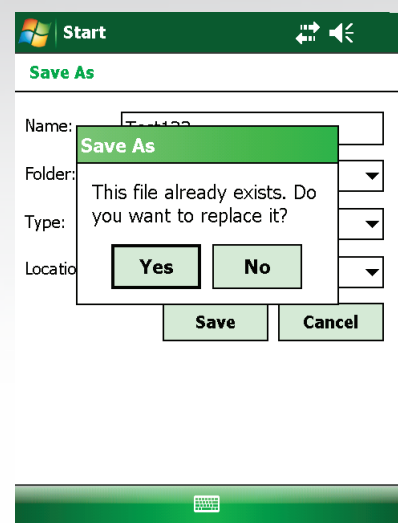 Start
Save As
Name:
Save As
Folder:
This file already exists. Do
you want to replace it?
Type:
Yes No
Save Cancel